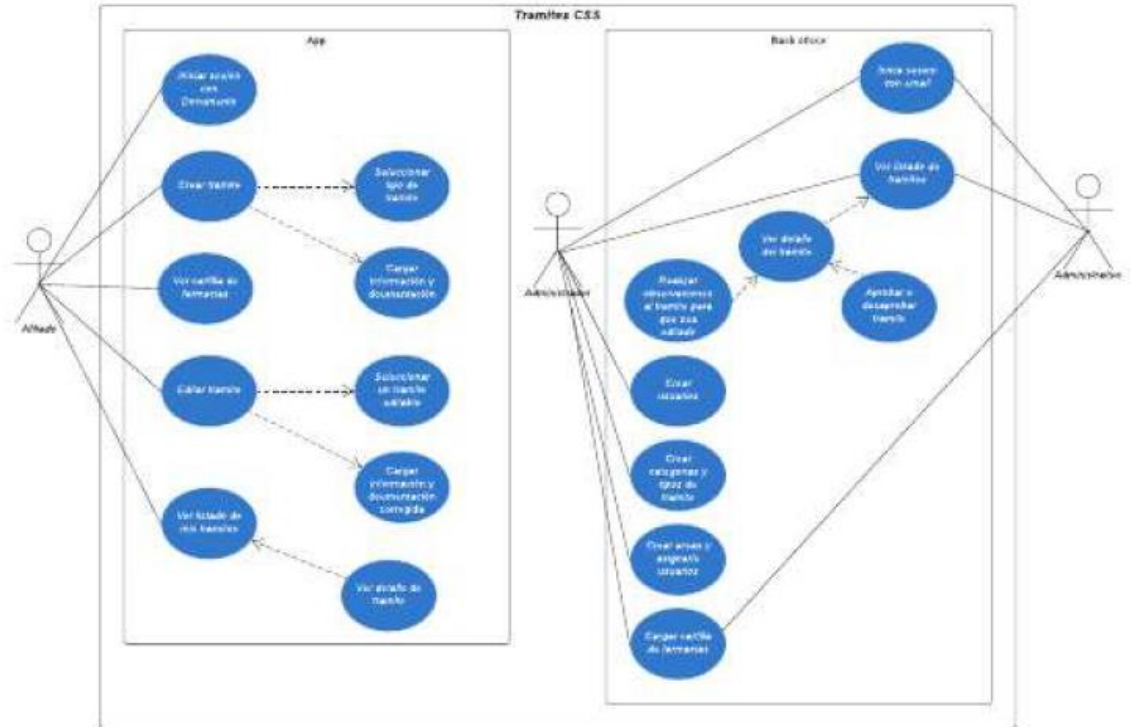 Tramites CSS
App
Back office
Iniciar sesión
con
Documento
Inicia sesion
con email
Crear tramite
Seleccionar
tipo de
tramite
Ver listado de
tramites
Ver detalle
del tramite
Cargar
información y
documentación
Ver cartilla de
farmacias
Realizar
observaciones
al tramite para
que sea
editado
Aprobar o
desaprobar
tramite
Afiliado
Administrador
Administrativo
Editar tramite
Seleccionar
un tramite
editable
Crear
usuarios
Cargar
información y
documentación
corregida
Crear
categorias y
tipos de
tramite
Ver listado de
mis tramites
Crear areas y
asignarle
usuarios
Ver detalle de
tramite
Cargar cartilla
de farmacias